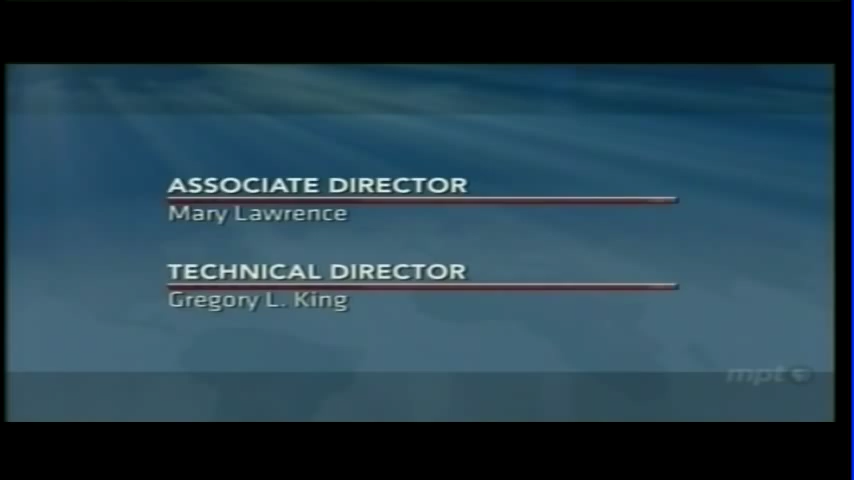 ASSOCIATE DIRECTOR
Mary Lawrence
TECHNICAL DIRECTOR
Gregory L. King
mpt